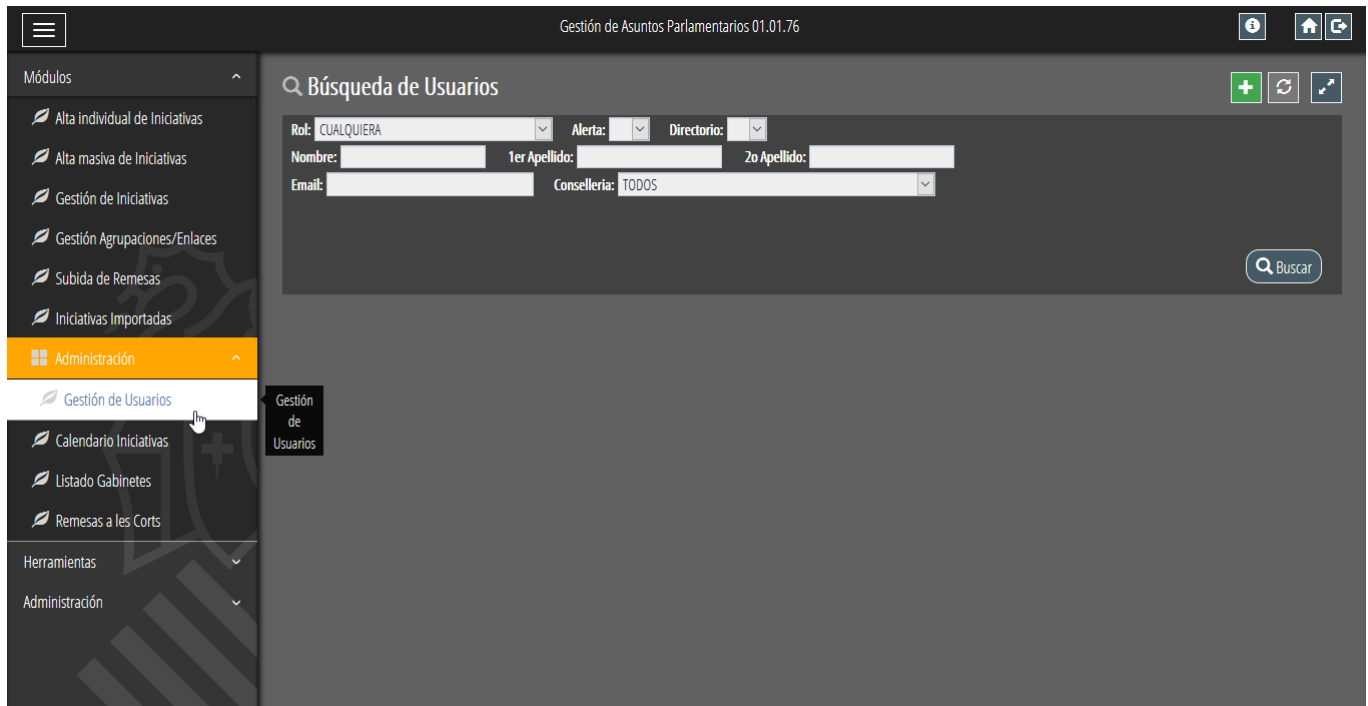 Gestión de Asuntos Parlamentarios 01.01.76
Módulos
Alta individual de Iniciativas
Alta masiva de Iniciativas
Gestión de Iniciativas
Gestión Agrupaciones/Enlaces
Subida de Remesas
Iniciativas Importadas
Administración
Gestión de Usuarios
Calendario Iniciativas
Listado Gabinetes
Remesas a les Corts
Herramientas
Administración
Gestión
de
Usuarios
Búsqueda de Usuarios
Rol: CUALQUIERA Alerta: Directorio:
Nombre: 1er Apellido: 2o Apellido:
Email: Conselleria: TODOS
Buscar